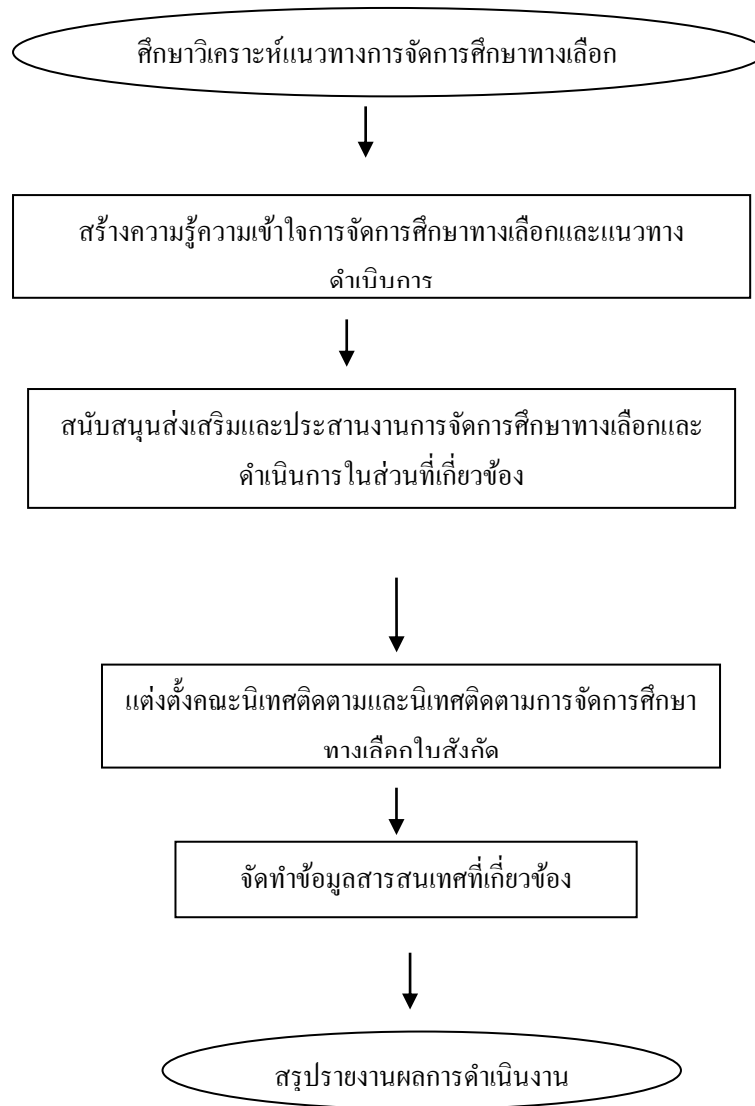 ศึกษาวิเคราะห์แนวทางการจัดการศึกษาทางเลือก
สร้างความรู้ความเข้าใจการจัดการศึกษาทางเลือกและแนวทาง
ดำเนินการ
สนับสนุนส่งเสริมและประสานงานการจัดการศึกษาทางเลือกและ
ดำเนินการในส่วนที่เกี่ยวข้อง
แต่งตั้งคณะนิเทศติดตามและนิเทศติดตามการจัดการศึกษา
ทางเลือกในสังกัด
จัดทำข้อมูลสารสนเทศที่เกี่ยวข้อง
สรุปรายงานผลการดำเนินงาน